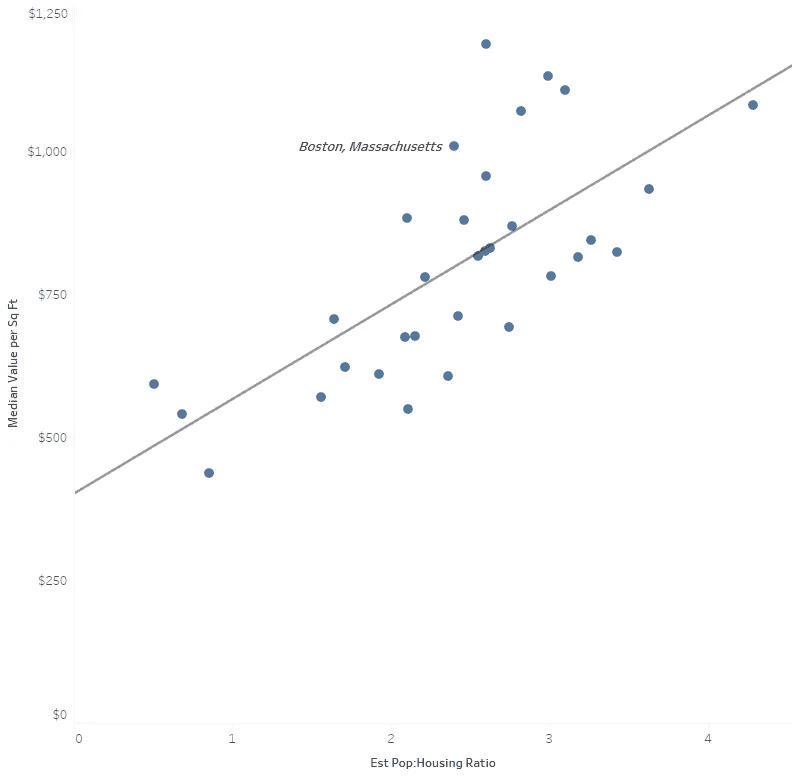 $1,250
$1,000
Boston, Massachusetts
$750
Median Value per Sq Ft
$500
$250
$0
0 1 2 3 4
Est Pop:Housing Ratio